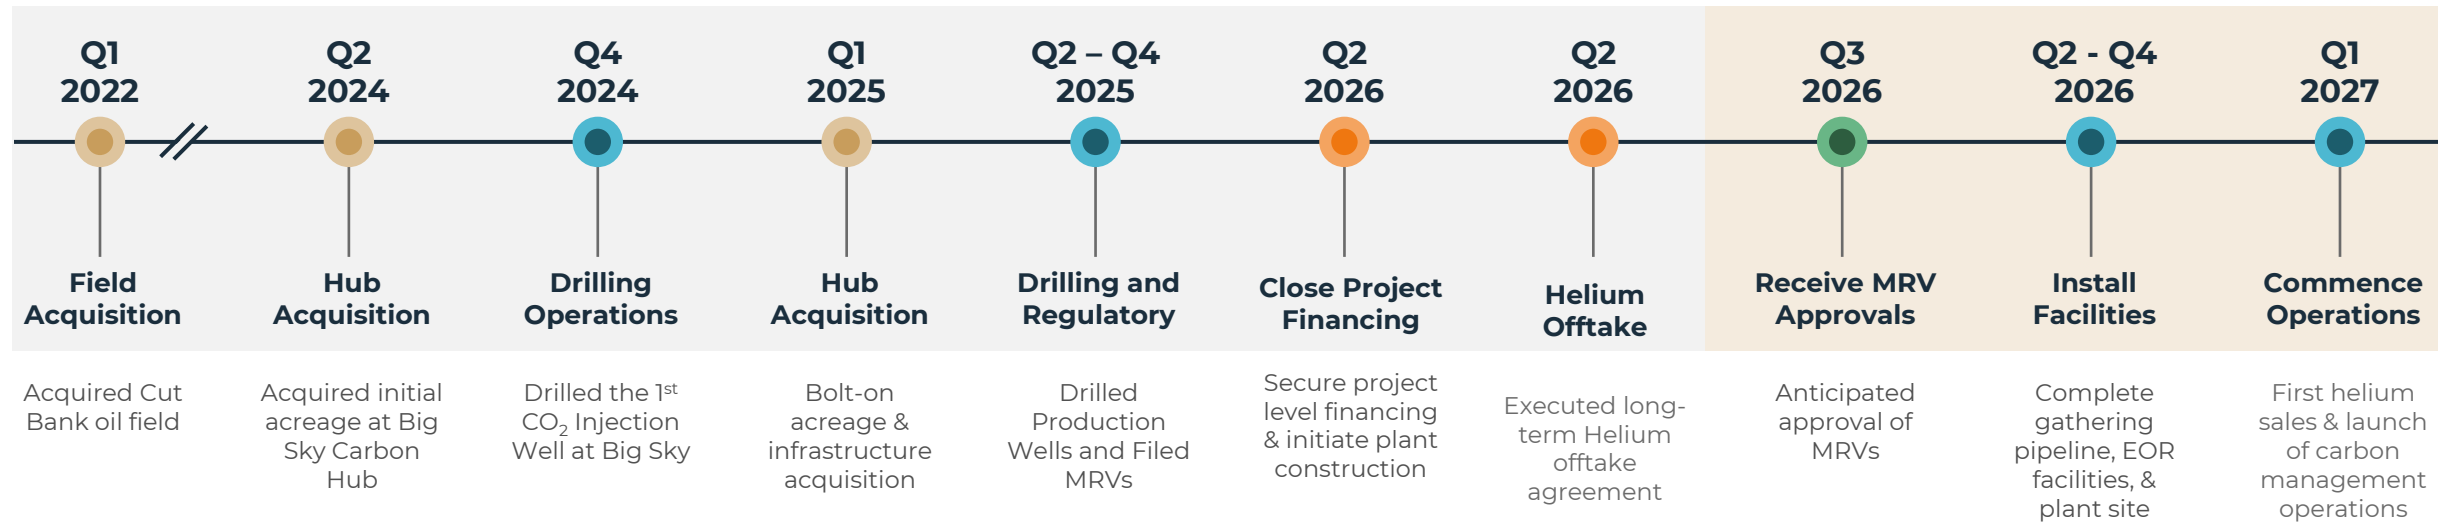 Q1
2022
Field
Acquisition
Acquired Cut
Bank oil field
Q2
2024
Hub
Acquisition
Acquired initial
acreage at Big
Sky Carbon
Hub
Q4
2024
Drilling
Operations
Drilled the 1st
CO2 Injection
Well at Big Sky
Q1
2025
Hub
Acquisition
Bolt-on
acreage &
infrastructure
acquisition
Q2 – Q4
2025
Drilling and
Regulatory
Drilled
Production
Wells and Filed
MRVs
Q2
2026
Close Project
Financing
Secure project
level financing
& initiate plant
construction
Q2
2026
Helium
Offtake
Executed long-
term Helium
offtake
agreement
Q3
2026
Receive MRV
Approvals
Anticipated
approval of
MRVs
Q2 - Q4
2026
Install
Facilities
Complete
gathering
pipeline, EOR
facilities, &
plant site
Q1
2027
Commence
Operations
First helium
sales & launch
of carbon
management
operations